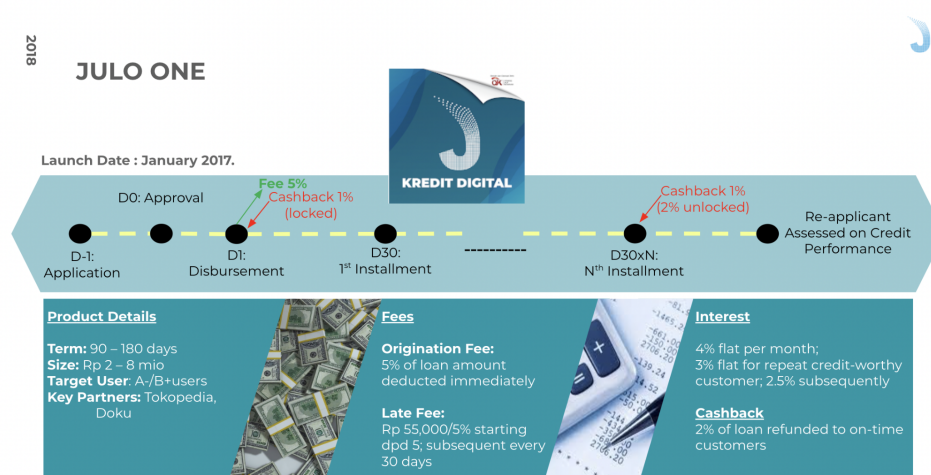 2018
JULO ONE
KREDIT DIGITAL
Launch Date : January 2017.
D0: Approval
Fee 5%
Cashback 1%
(locked)
Cashback 1%
(2% unlocked)
Re-applicant
Assessed on Credit
Performance
D-1:
Application
D1:
Disbursement
D30:
1st Installment
----------
D30xN:
Nth Installment
Product Details
Term: 90 – 180 days
Size: Rp 2 – 8 mio
Target User: A-/B+users
Key Partners: Tokopedia,
Doku
Fees
Origination Fee:
5% of loan amount
deducted immediately
Late Fee:
Rp 55,000/5% starting
dpd 5; subsequent every
30 days
Interest
4% flat per month;
3% flat for repeat credit-worthy
customer; 2.5% subsequently
Cashback
2% of loan refunded to on-time
customers